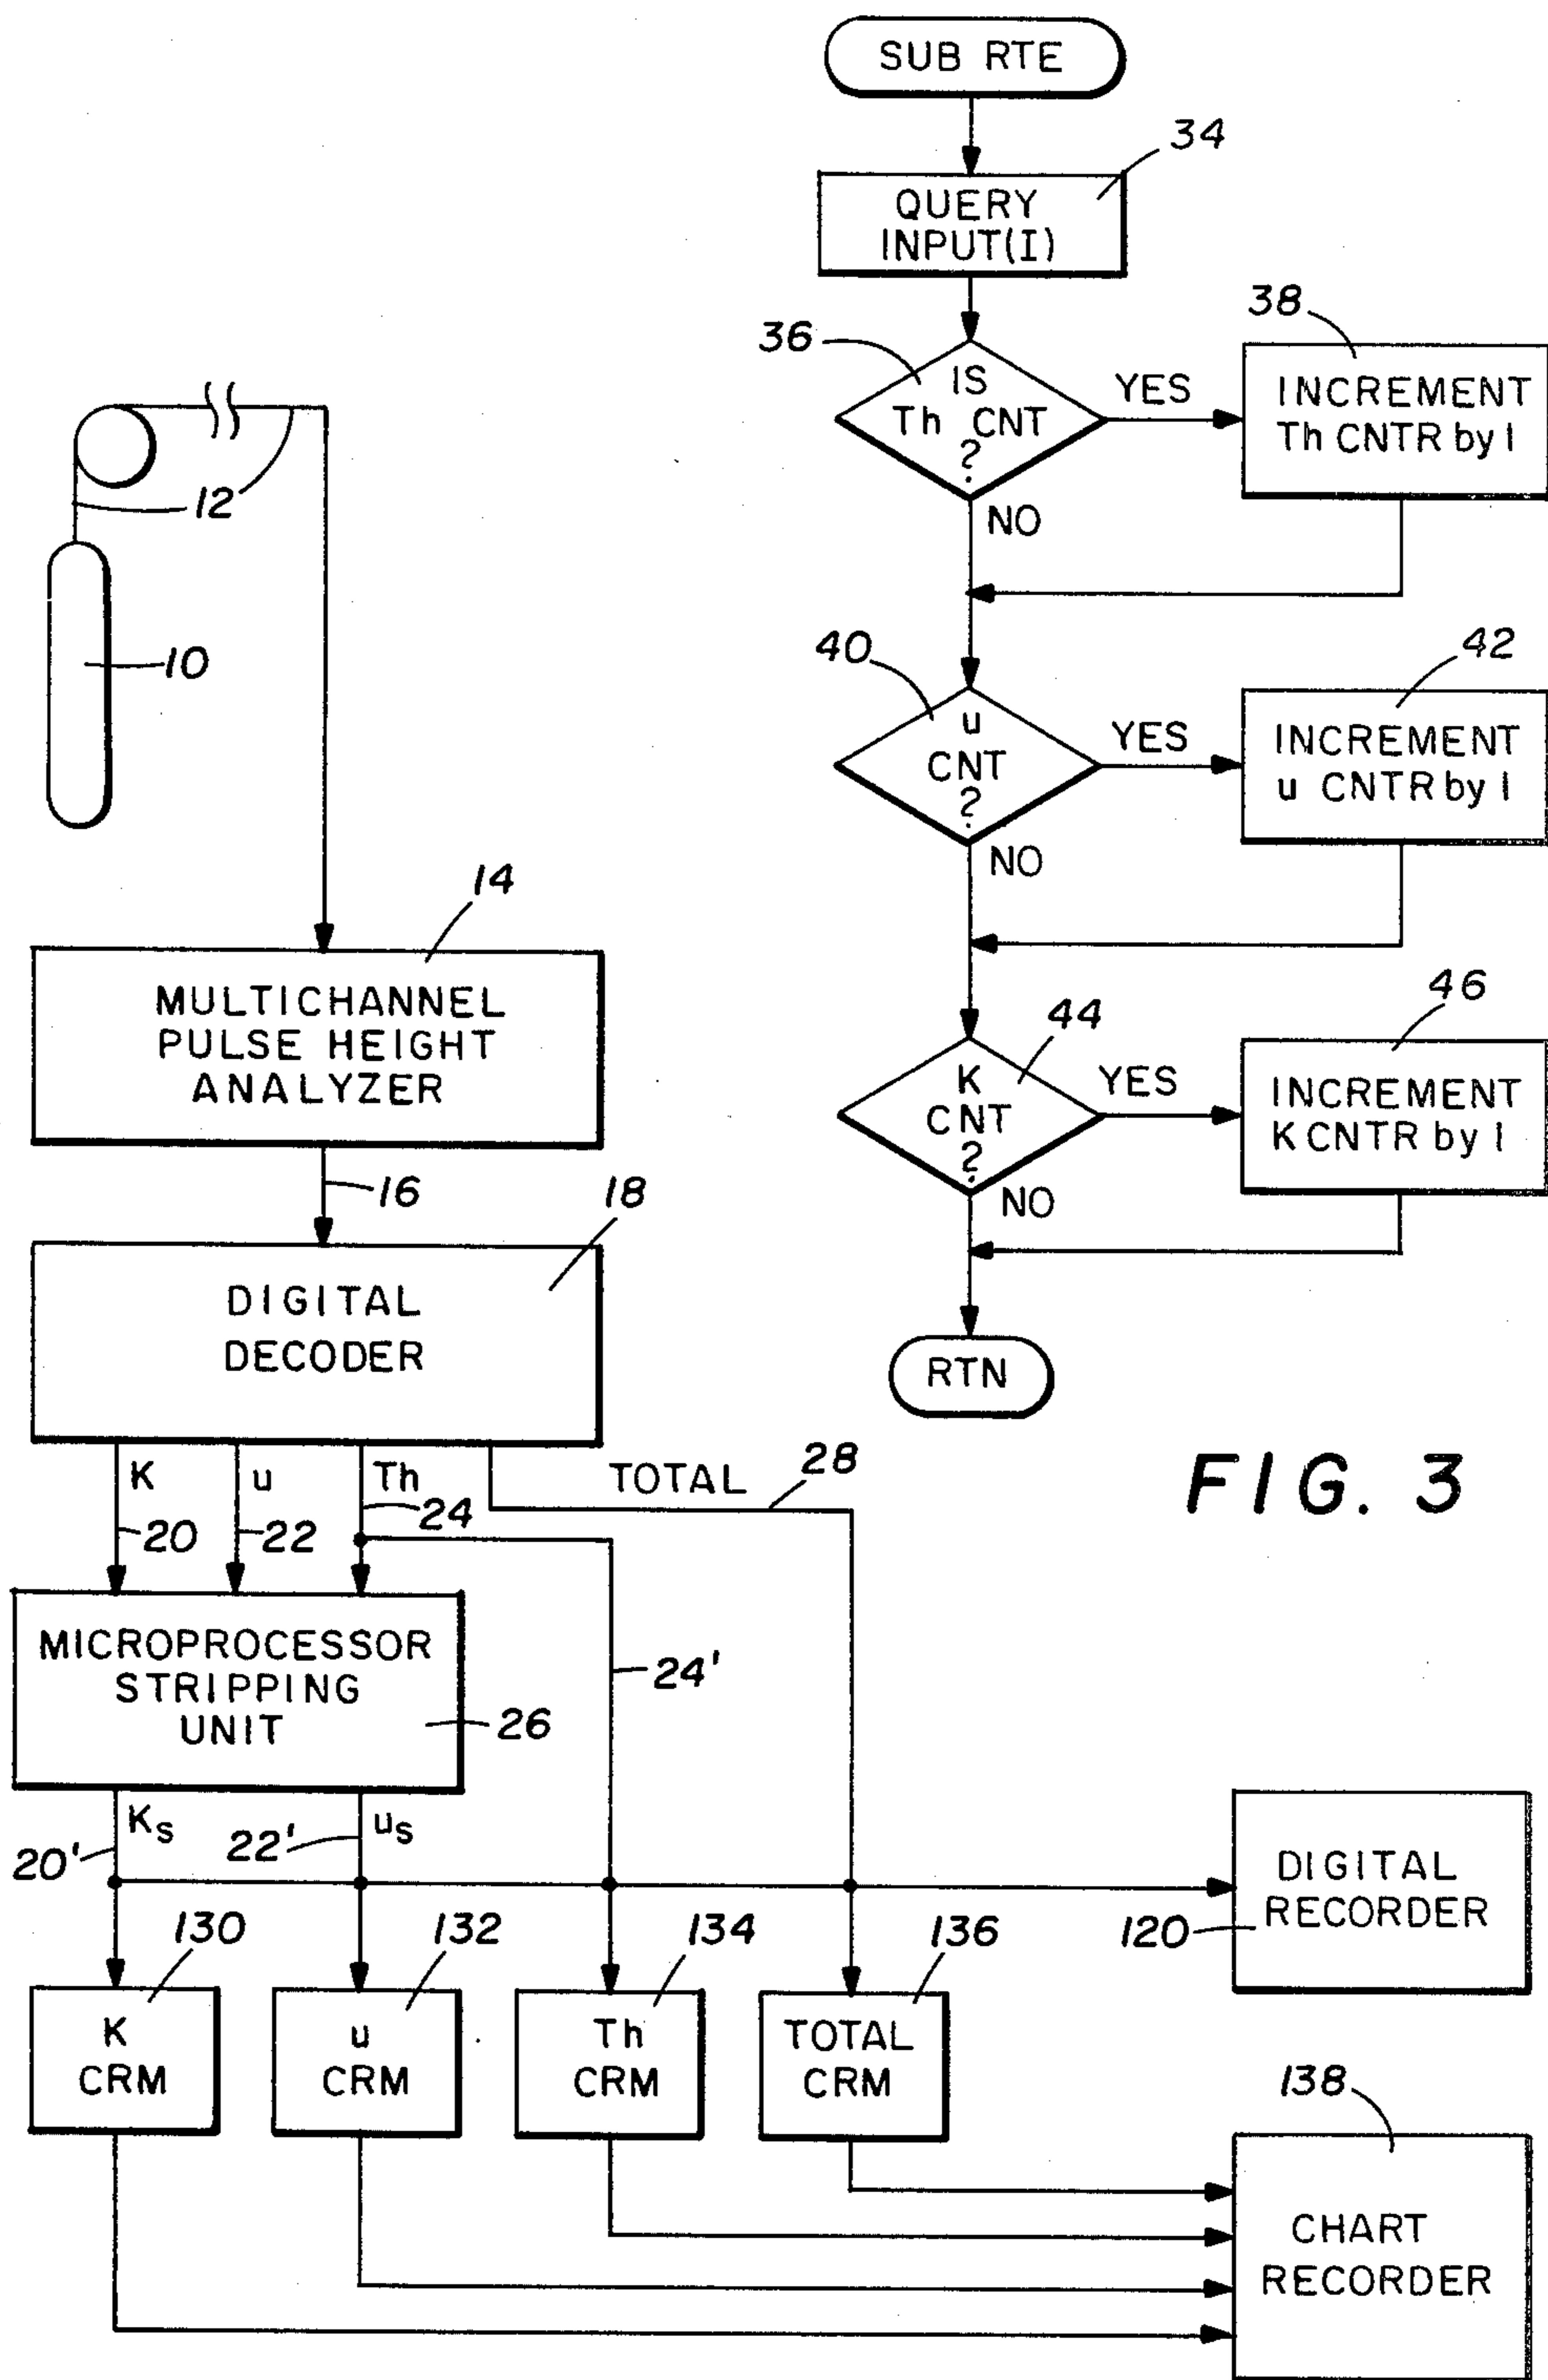 SUB RTE
34
QUERY
INPUT(I)
36
IS
Th CNT
?
YES
38
INCREMENT
Th CNTR by 1
NO
40
u
CNT
?
YES
42
INCREMENT
u CNTR by 1
NO
44
K
CNT
?
YES
46
INCREMENT
K CNTR by 1
NO
RTN
FIG. 3
12
10
14
MULTICHANNEL
PULSE HEIGHT
ANALYZER
16
18
DIGITAL
DECODER
K
u
Th
TOTAL
28
20
22
24
MICROPROCESSOR
STRIPPING
UNIT
26
24'
Ks
us
20'
22'
DIGITAL
RECORDER
120
130
132
134
136
K
CRM
u
CRM
Th
CRM
TOTAL
CRM
138
CHART
RECORDER